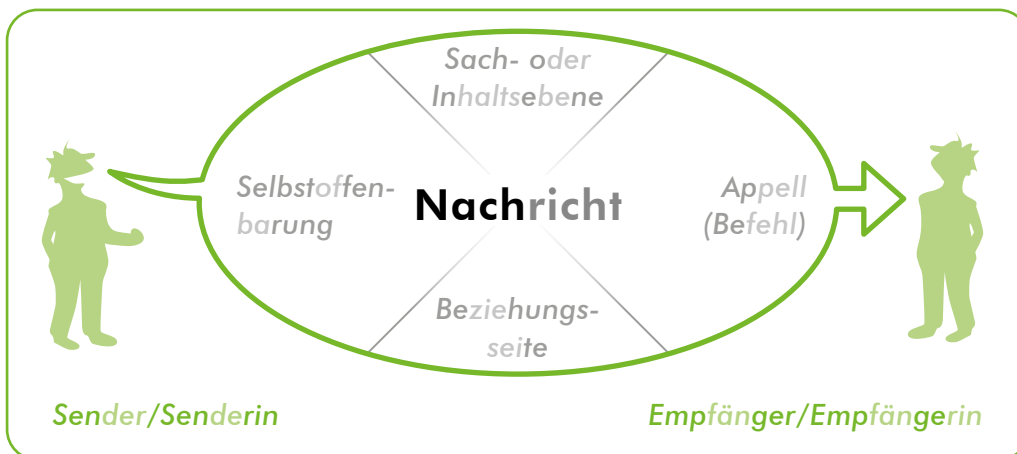 Sach- oder
Inhaltsebene
Selbstoffen-
barung
Nachricht
Appell
(Befehl)
Beziehungs-
seite
Sender/Senderin
Empfänger/Empfängerin